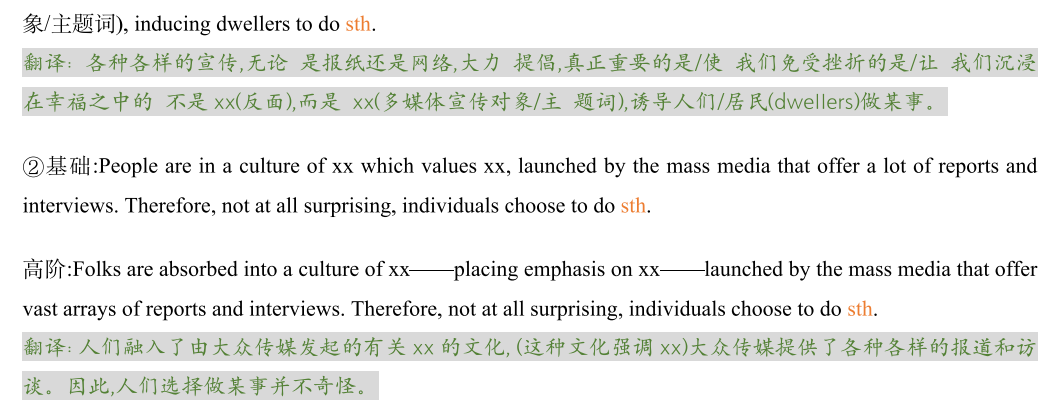 象/主题词), inducing dwellers to do sth.
翻译: 各种各样的宣传,无论 是报纸还是网络,大力 提倡,真正重要的是/使 我们免受挫折的是/让 我们沉浸
在幸福之中的 不是 xx(反面),而是 xx(多媒体宣传对象/主 题词),诱导人们/居民(dwellers)做某事。
②基础:People are in a culture of xx which values xx, launched by the mass media that offer a lot of reports and
interviews. Therefore, not at all surprising, individuals choose to do sth.
高阶:Folks are absorbed into a culture of xx——placing emphasis on xx——launched by the mass media that offer
vast arrays of reports and interviews. Therefore, not at all surprising, individuals choose to do sth.
翻译: 人们融入了由大众传媒发起的有关 xx 的文化, (这种文化强调 xx)大众传媒提供了各种各样的报道和访
谈。因此,人们选择做某事并不奇怪。